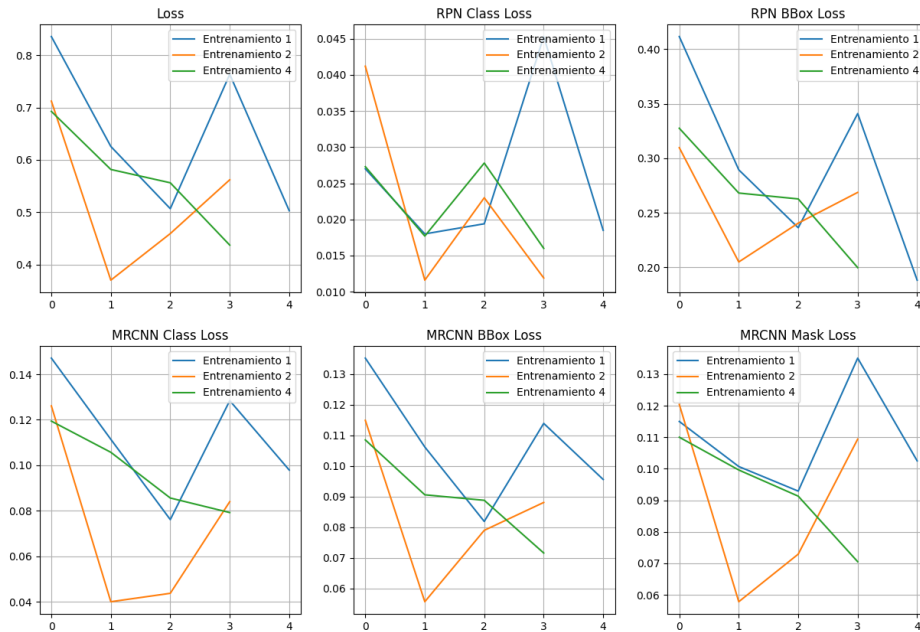 Loss
Entrenamiento 1
Entrenamiento 2
Entrenamiento 4
0.8
0.7
0.6
0.5
0.4
0 1 2 3 4
RPN Class Loss
Entrenamiento 1
Entrenamiento 2
Entrenamiento 4
0.045
0.040
0.035
0.030
0.025
0.020
0.015
0.010
0 1 2 3 4
RPN BBox Loss
Entrenamiento 1
Entrenamiento 2
Entrenamiento 4
0.40
0.35
0.30
0.25
0.20
0 1 2 3 4
MRCNN Class Loss
Entrenamiento 1
Entrenamiento 2
Entrenamiento 4
0.14
0.12
0.10
0.08
0.06
0.04
0 1 2 3 4
MRCNN BBox Loss
Entrenamiento 1
Entrenamiento 2
Entrenamiento 4
0.13
0.12
0.11
0.10
0.09
0.08
0.07
0.06
0 1 2 3 4
MRCNN Mask Loss
Entrenamiento 1
Entrenamiento 2
Entrenamiento 4
0.13
0.12
0.11
0.10
0.09
0.08
0.07
0.06
0 1 2 3 4